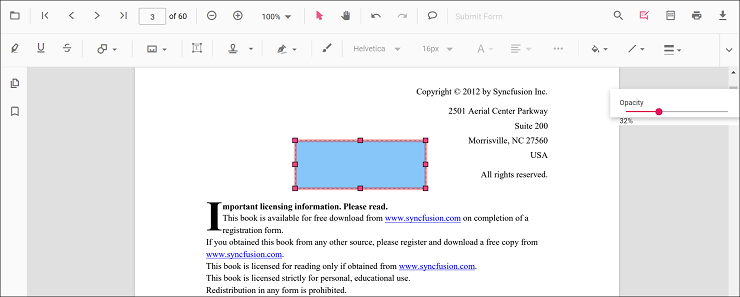 3 of 60 100% Submit Form
Helvetica 16px A
Copyright © 2012 by Syncfusion Inc.
2501 Aerial Center Parkway
Suite 200
Morrisville, NC 27560
USA
All rights reserved.
Opacity
32%
Important licensing information. Please read.
This book is available for free download from www.syncfusion.com on completion of a
registration form.
If you obtained this book from any other source, please register and download a free copy from
www.syncfusion.com.
This book is licensed for reading only if obtained from www.syncfusion.com.
This book is licensed strictly for personal, educational use.
Redistribution in any form is prohibited.